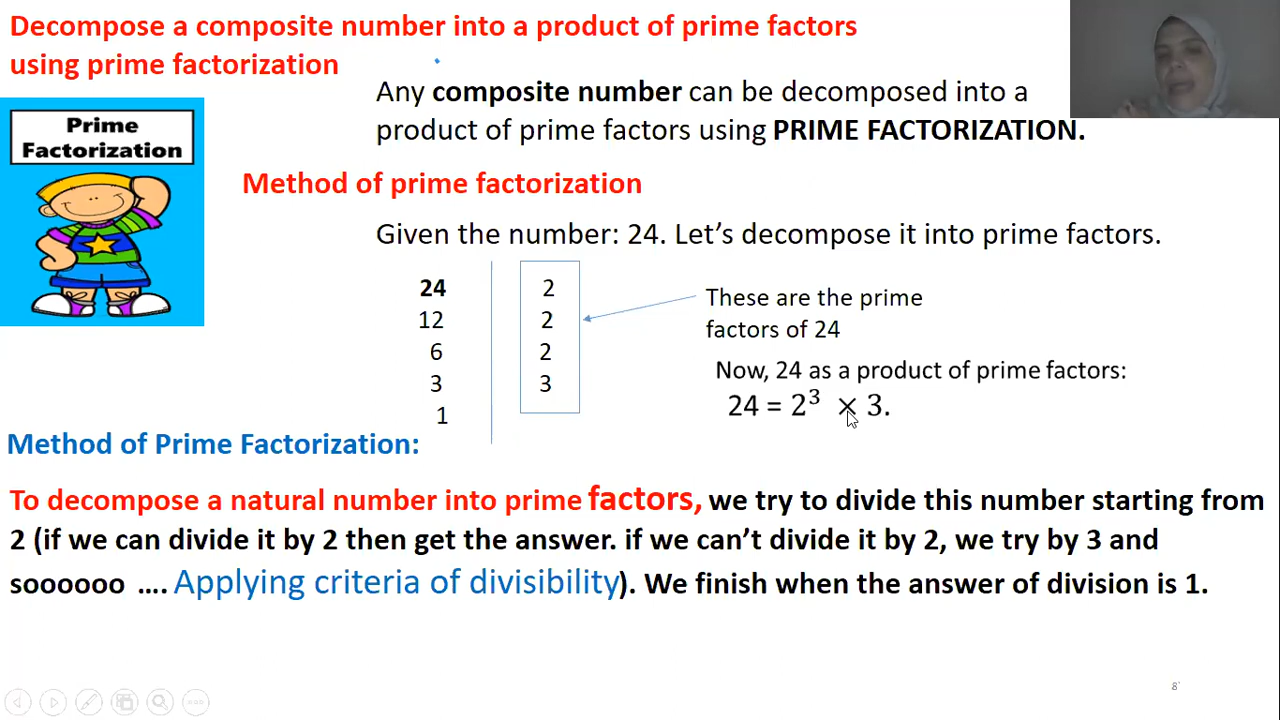 Decompose a composite number into a product of prime factors
using prime factorization
Prime
Factorization
Any composite number can be decomposed into a
product of prime factors using PRIME FACTORIZATION.
Method of prime factorization
Given the number: 24. Let’s decompose it into prime factors.
24 2
12 2
6 2
3 3
1
These are the prime
factors of 24
Now, 24 as a product of prime factors:
24 = 2³ × 3.
Method of Prime Factorization:
To decompose a natural number into prime factors, we try to divide this number starting from
2 (if we can divide it by 2 then get the answer. if we can’t divide it by 2, we try by 3 and
soooooo .... Applying criteria of divisibility). We finish when the answer of division is 1.
8